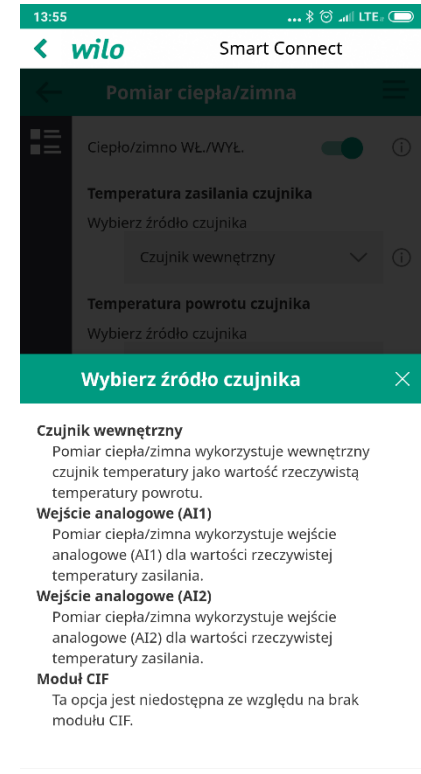 13:55
LTE
wilo
Smart Connect
Pomiar ciepła/zimna
Ciepło/zimno WŁ./WYŁ.
Temperatura zasilania czujnika
Wybierz źródło czujnika
Czujnik wewnętrzny
Temperatura powrotu czujnika
Wybierz źródło czujnika
Wybierz źródło czujnika
Czujnik wewnętrzny
Pomiar ciepła/zimna wykorzystuje wewnętrzny
czujnik temperatury jako wartość rzeczywistą
temperatury powrotu.
Wejście analogowe (AI1)
Pomiar ciepła/zimna wykorzystuje wejście
analogowe (AI1) dla wartości rzeczywistej
temperatury zasilania.
Wejście analogowe (AI2)
Pomiar ciepła/zimna wykorzystuje wejście
analogowe (AI2) dla wartości rzeczywistej
temperatury zasilania.
Moduł CIF
Ta opcja jest niedostępna ze względu na brak
modułu CIF.